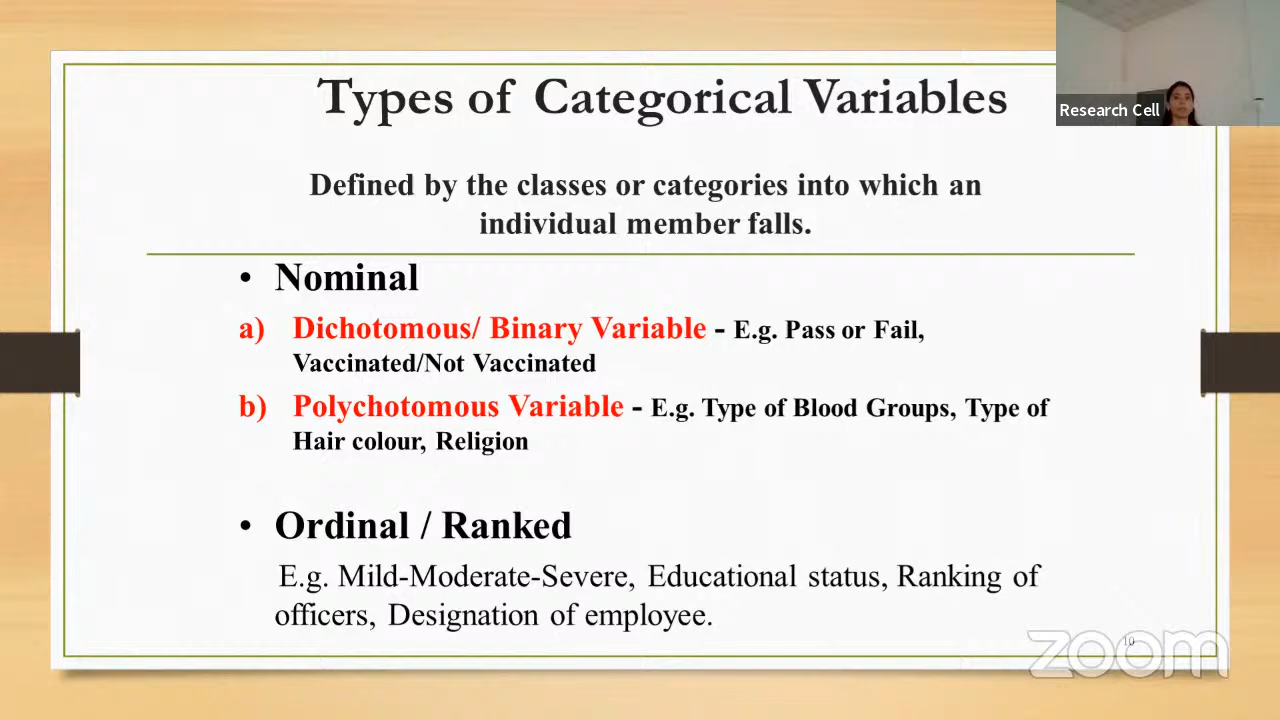 Types of Categorical Variables
Research Cell
Defined by the classes or categories into which an
individual member falls.
• Nominal
a) Dichotomous/ Binary Variable - E.g. Pass or Fail,
Vaccinated/Not Vaccinated
b) Polychotomous Variable - E.g. Type of Blood Groups, Type of
Hair colour, Religion
• Ordinal / Ranked
E.g. Mild-Moderate-Severe, Educational status, Ranking of
officers, Designation of employee.
10
zoom